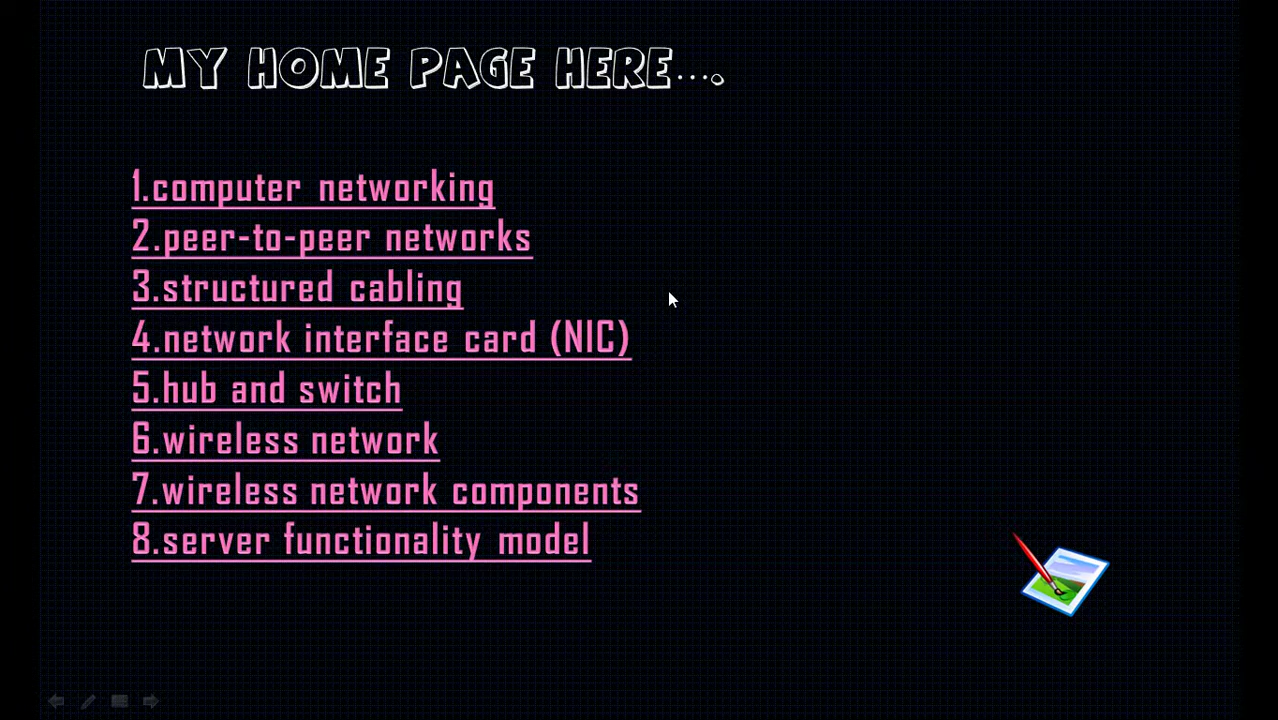 MY HOME PAGE HERE....
1.computer networking
2.peer-to-peer networks
3.structured cabling
4.network interface card (NIC)
5.hub and switch
6.wireless network
7.wireless network components
8.server functionality model